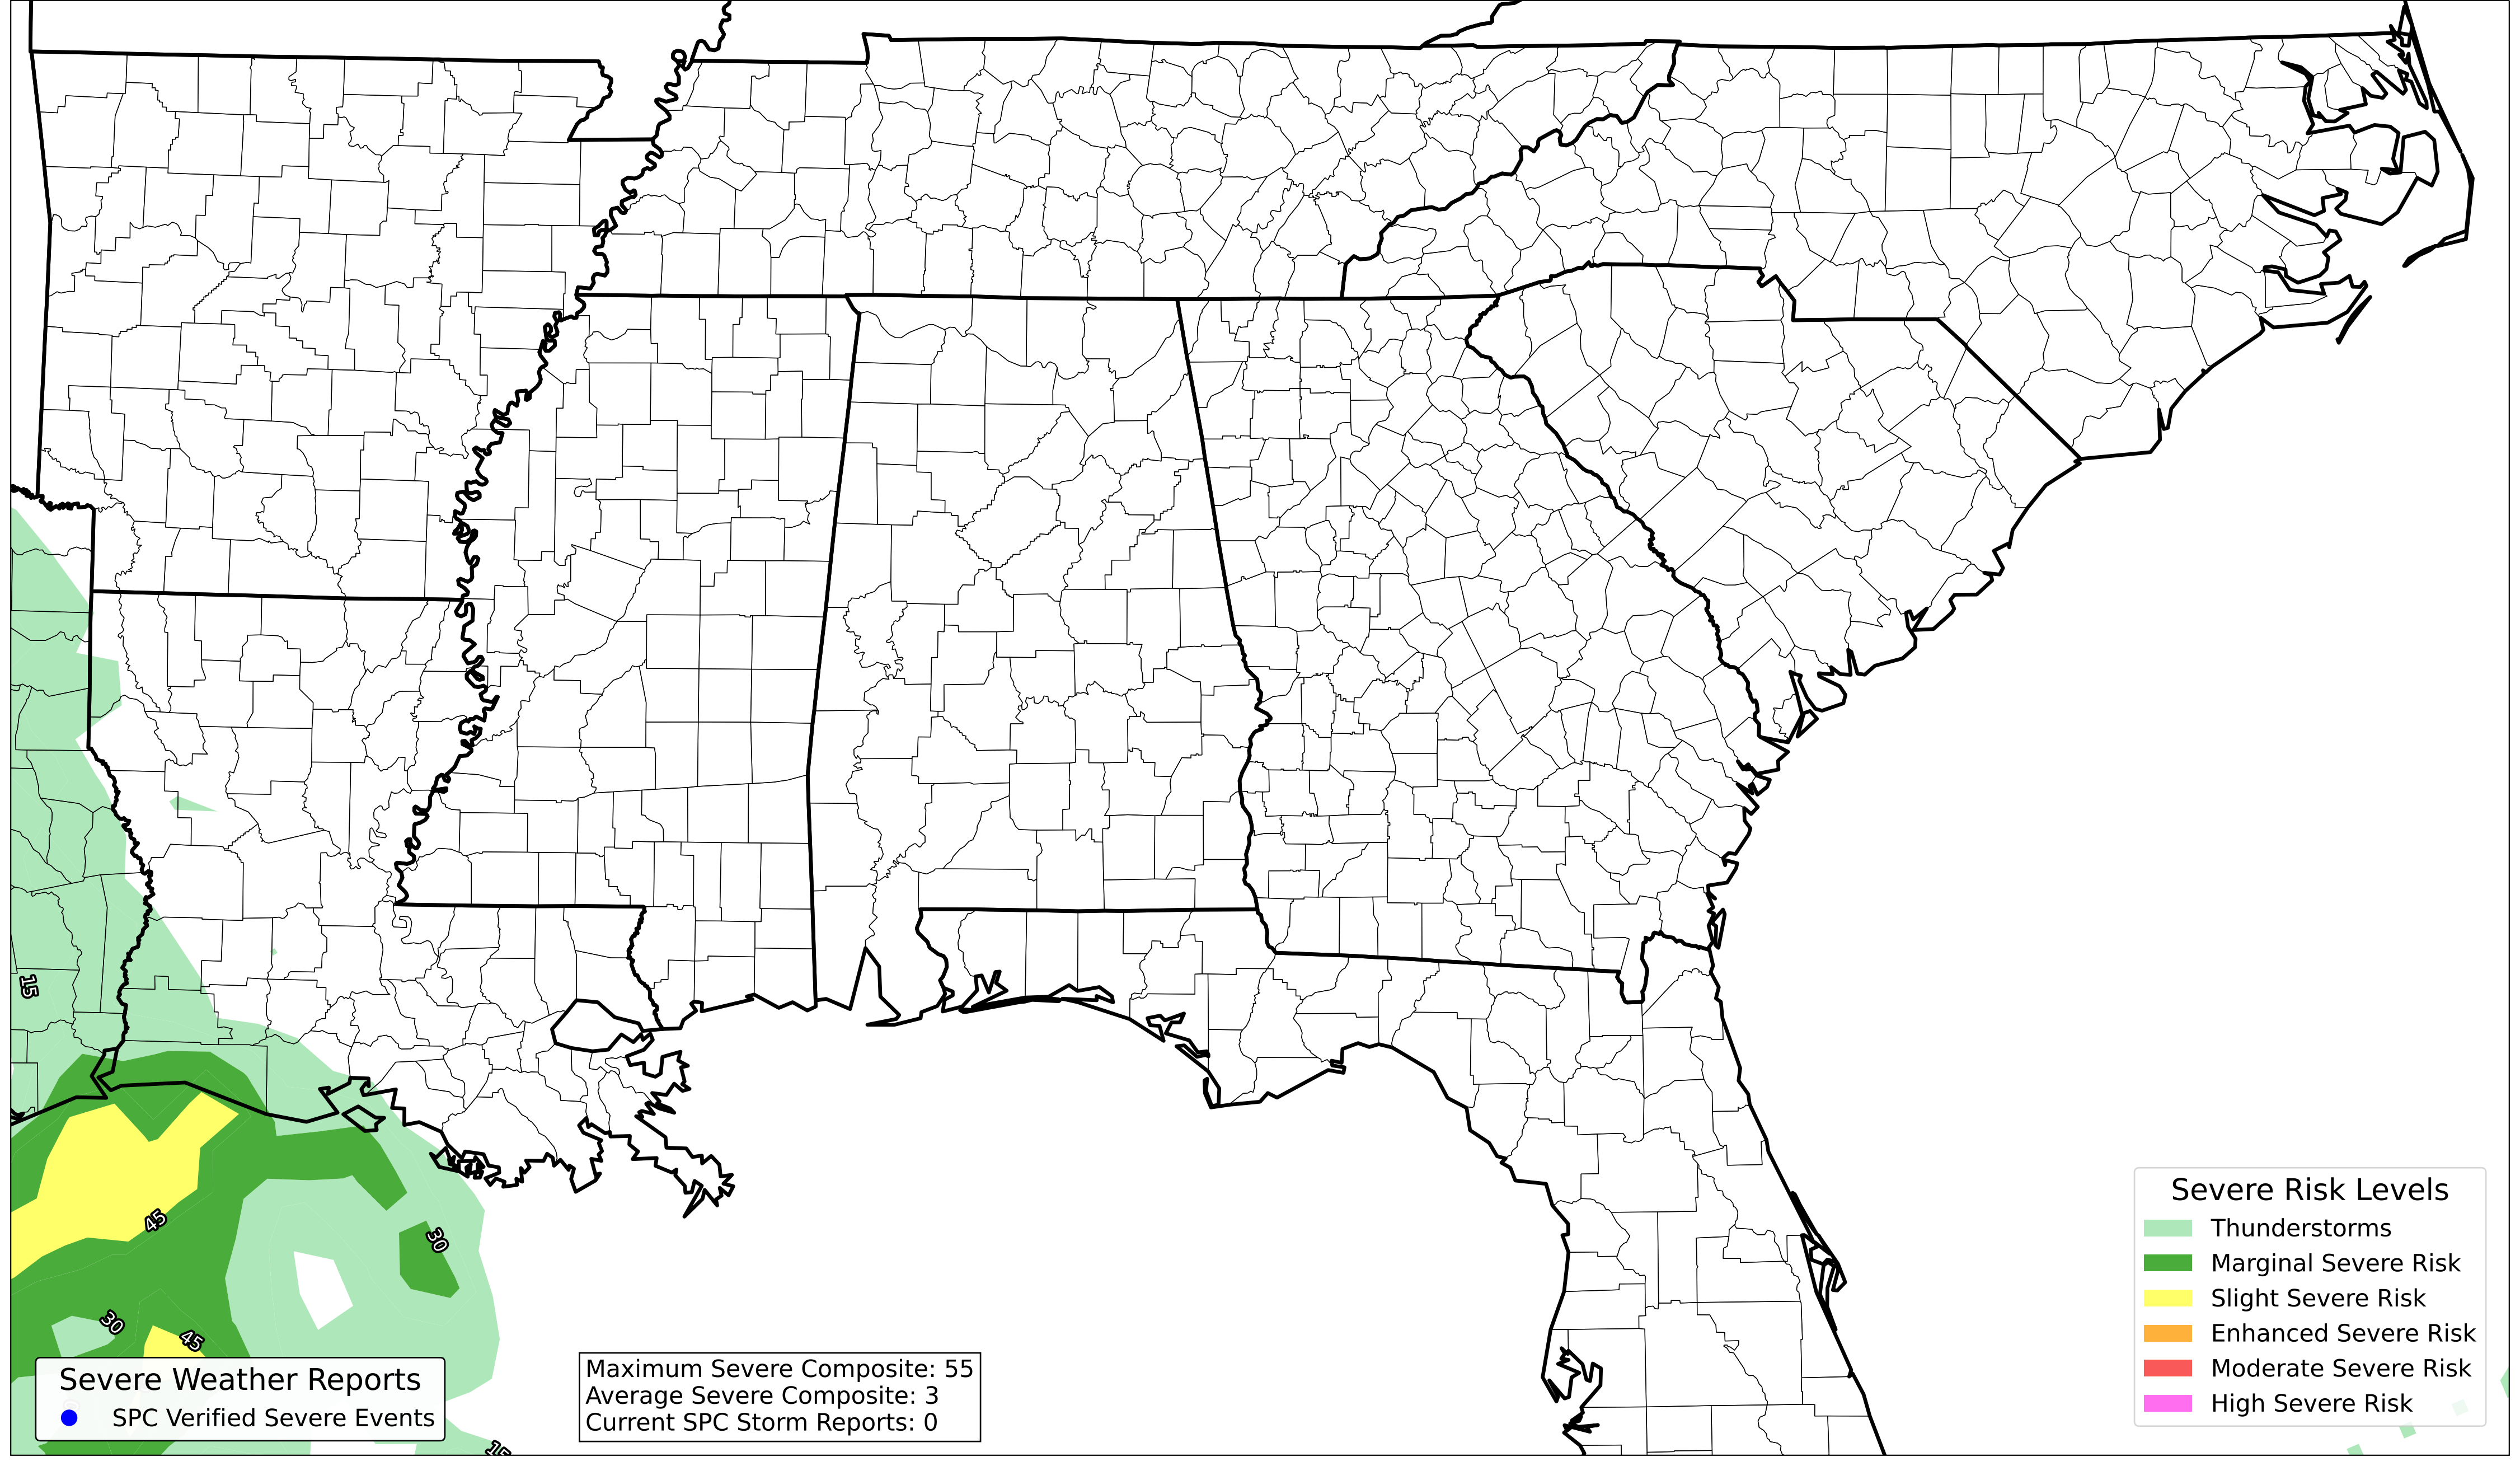 15
45
30
30
45
15
Severe Weather Reports
SPC Verified Severe Events
Maximum Severe Composite: 55
Average Severe Composite: 3
Current SPC Storm Reports: 0
Severe Risk Levels
Thunderstorms
Marginal Severe Risk
Slight Severe Risk
Enhanced Severe Risk
Moderate Severe Risk
High Severe Risk